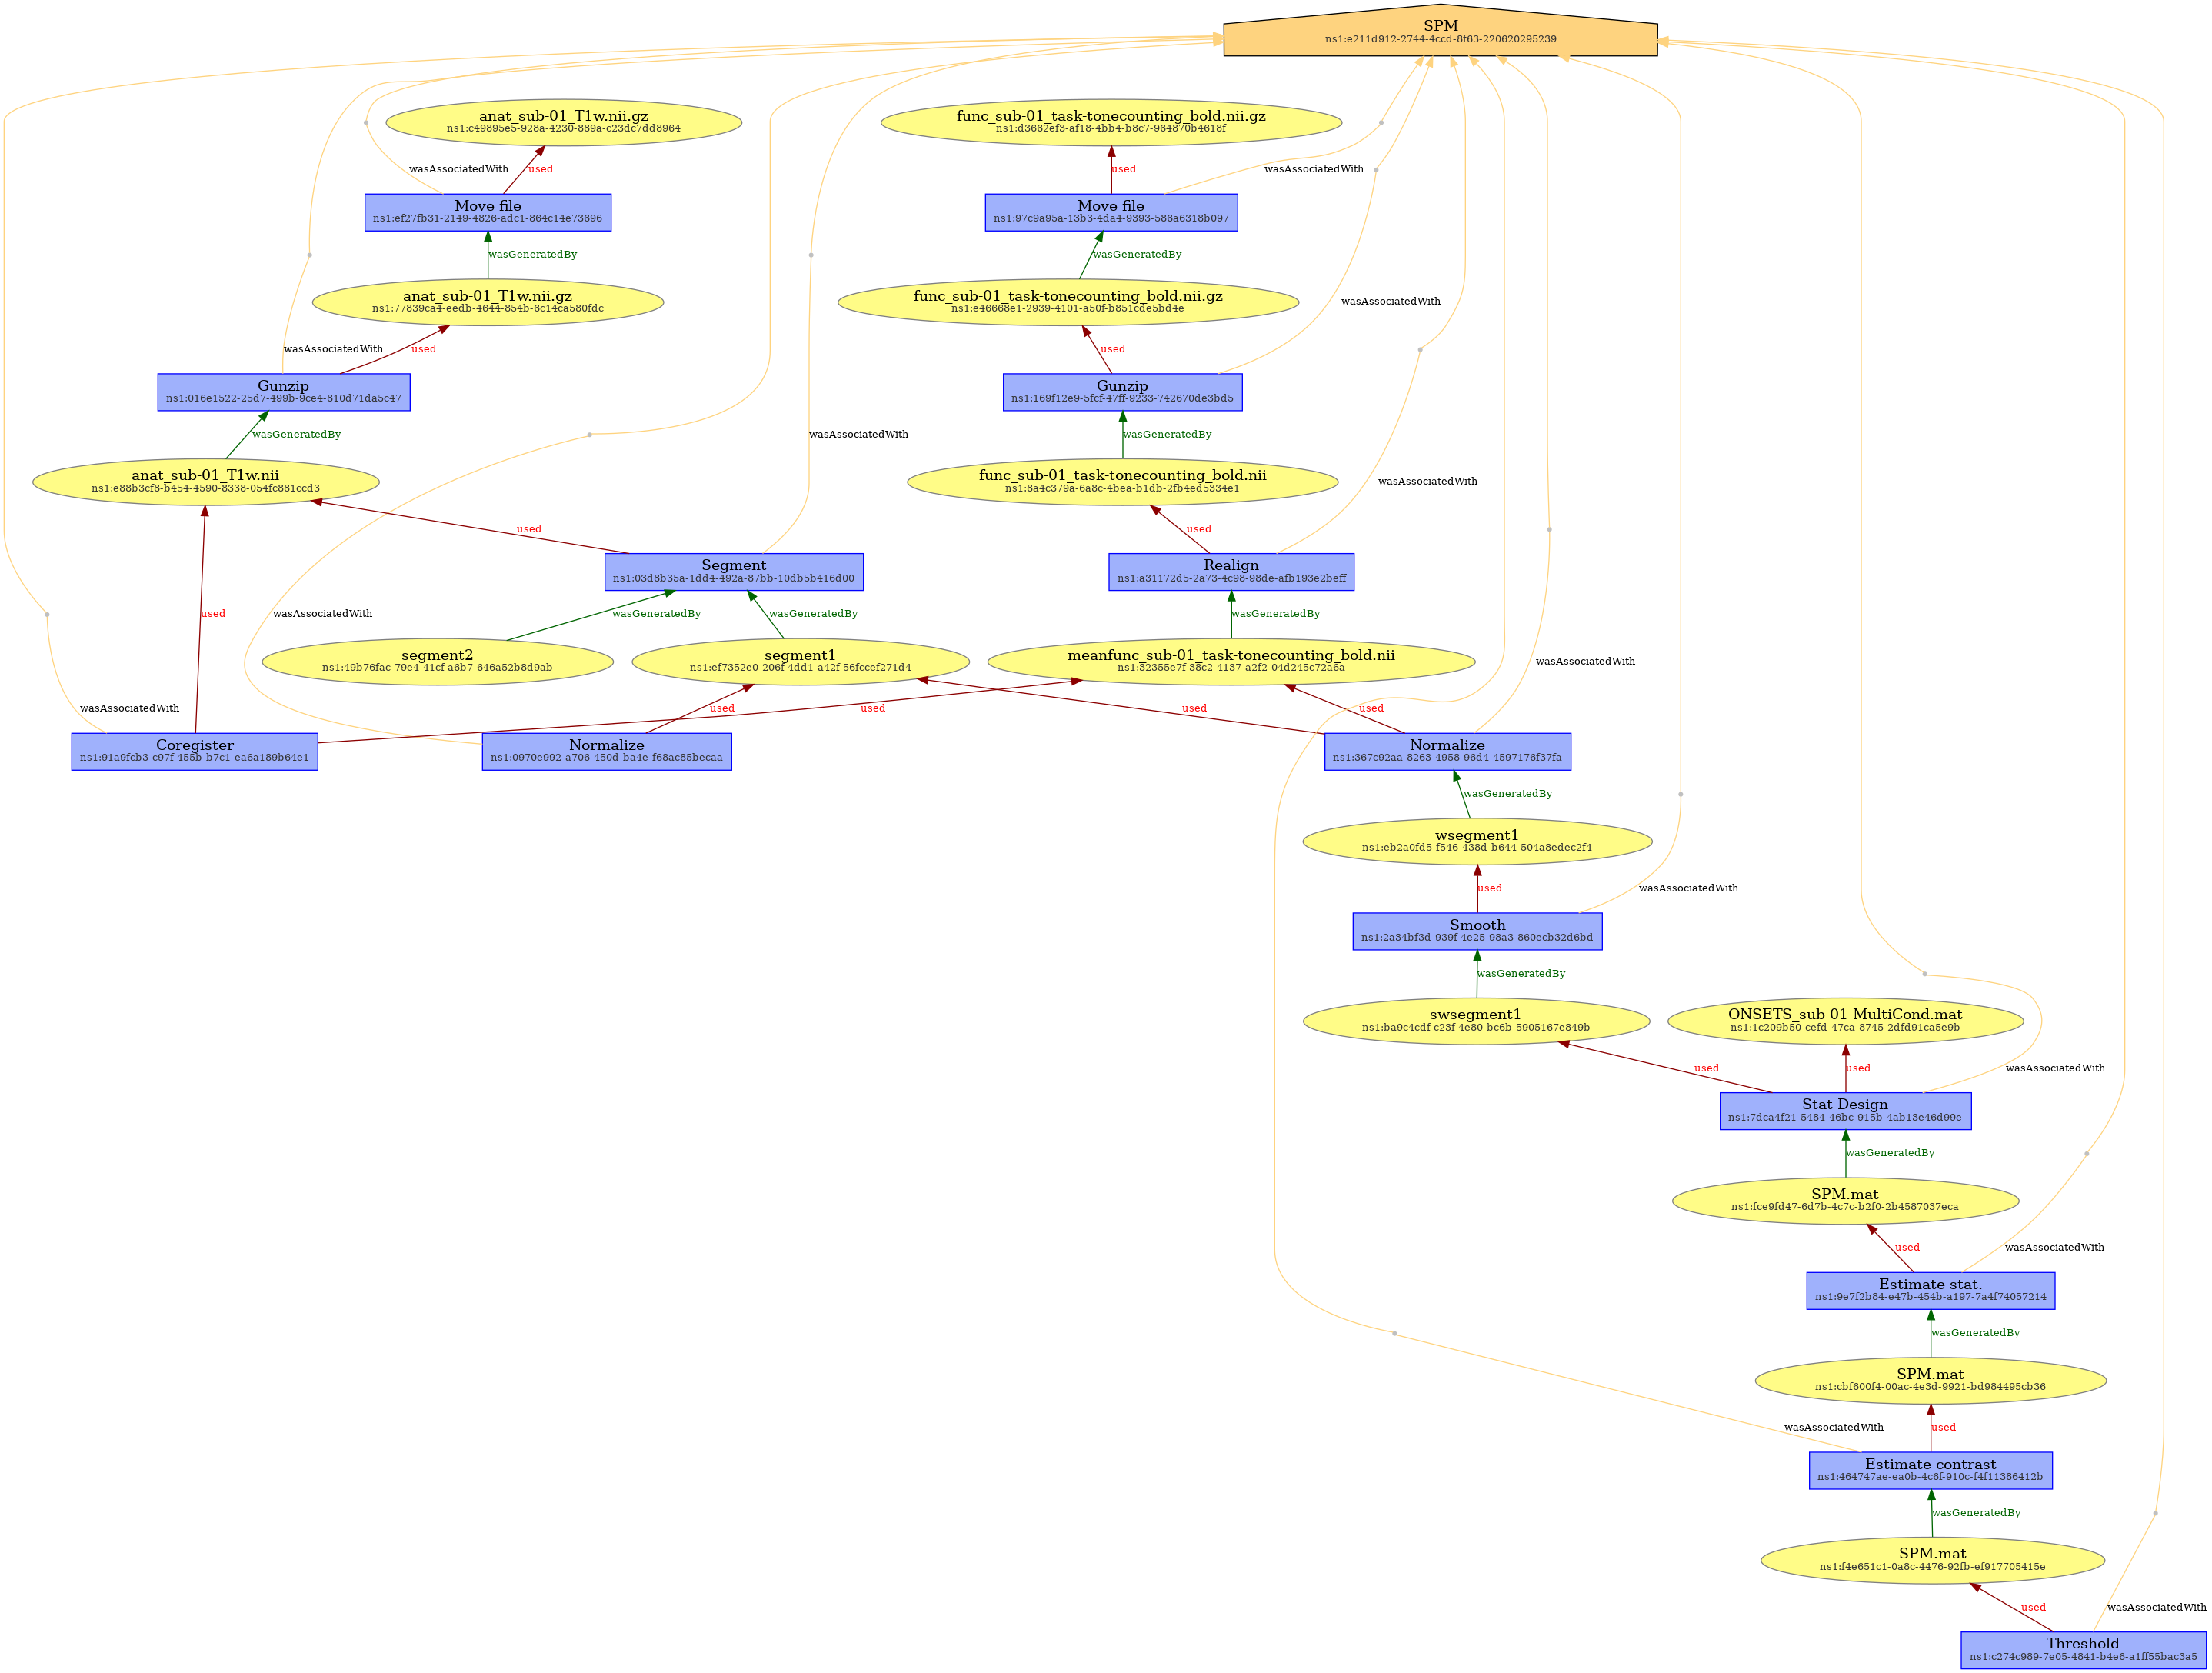 SPM
ns1:e211d912-2744-4ccd-8f63-220620295239
anat_sub-01_T1w.nii.gz
ns1:c49895e5-928a-4230-889a-c23dc7dd8964
func_sub-01_task-tonecounting_bold.nii.gz
ns1:d3662ef3-af18-4bb4-b8c7-964870b4618f
wasAssociatedWith
used
used
wasAssociatedWith
Move file
ns1:ef27fb31-2149-4826-adc1-864c14e73696
Move file
ns1:97c9a95a-13b3-4da4-9393-586a6318b097
wasGeneratedBy
wasGeneratedBy
anat_sub-01_T1w.nii.gz
ns1:77839ca4-eedb-4644-854b-6c14ca580fdc
func_sub-01_task-tonecounting_bold.nii.gz
ns1:e46668e1-2939-4101-a50f-b851cde5bd4e
wasAssociatedWith
wasAssociatedWith
used
used
Gunzip
ns1:016e1522-25d7-499b-9ce4-810d71da5c47
Gunzip
ns1:169f12e9-5fcf-47ff-9233-742670de3bd5
wasGeneratedBy
wasAssociatedWith
wasGeneratedBy
anat_sub-01_T1w.nii
ns1:e88b3cf8-b454-4590-8338-054fc881ccd3
func_sub-01_task-tonecounting_bold.nii
ns1:8a4c379a-6a8c-4bea-b1db-2fb4ed5334e1
wasAssociatedWith
used
used
Segment
ns1:03d8b35a-1dd4-492a-87bb-10db5b416d00
Realign
ns1:a31172d5-2a73-4c98-98de-afb193e2beff
used
wasAssociatedWith
wasGeneratedBy
wasGeneratedBy
wasGeneratedBy
segment2
ns1:49b76fac-79e4-41cf-a6b7-646a52b8d9ab
segment1
ns1:ef7352e0-206f-4dd1-a42f-56fccef271d4
meanfunc_sub-01_task-tonecounting_bold.nii
ns1:32355e7f-38c2-4137-a2f2-04d245c72a6a
wasAssociatedWith
wasAssociatedWith
used
used
used
used
Coregister
ns1:91a9fcb3-c97f-455b-b7c1-ea6a189b64e1
Normalize
ns1:0970e992-a706-450d-ba4e-f68ac85becaa
Normalize
ns1:367c92aa-8263-4958-96d4-4597176f37fa
wasGeneratedBy
wsegment1
ns1:eb2a0fd5-f546-438d-b644-504a8edec2f4
used
wasAssociatedWith
Smooth
ns1:2a34bf3d-939f-4e25-98a3-860ecb32d6bd
wasGeneratedBy
swsegment1
ns1:ba9c4cdf-c23f-4e80-bc6b-5905167e849b
ONSETS_sub-01-MultiCond.mat
ns1:1c209b50-cefd-47ca-8745-2dfd91ca5e9b
used
used
wasAssociatedWith
Stat Design
ns1:7dca4f21-5484-46bc-915b-4ab13e46d99e
wasGeneratedBy
SPM.mat
ns1:fce9fd47-6d7b-4c7c-b2f0-2b4587037eca
used
wasAssociatedWith
Estimate stat.
ns1:9e7f2b84-e47b-454b-a197-7a4f74057214
wasGeneratedBy
SPM.mat
ns1:cbf600f4-00ac-4e3d-9921-bd984495cb36
wasAssociatedWith
used
Estimate contrast
ns1:464747ae-ea0b-4c6f-910c-f4f11386412b
wasGeneratedBy
SPM.mat
ns1:f4e651c1-0a8c-4476-92fb-ef917705415e
used
wasAssociatedWith
Threshold
ns1:c274c989-7e05-4841-b4e6-a1ff55bac3a5